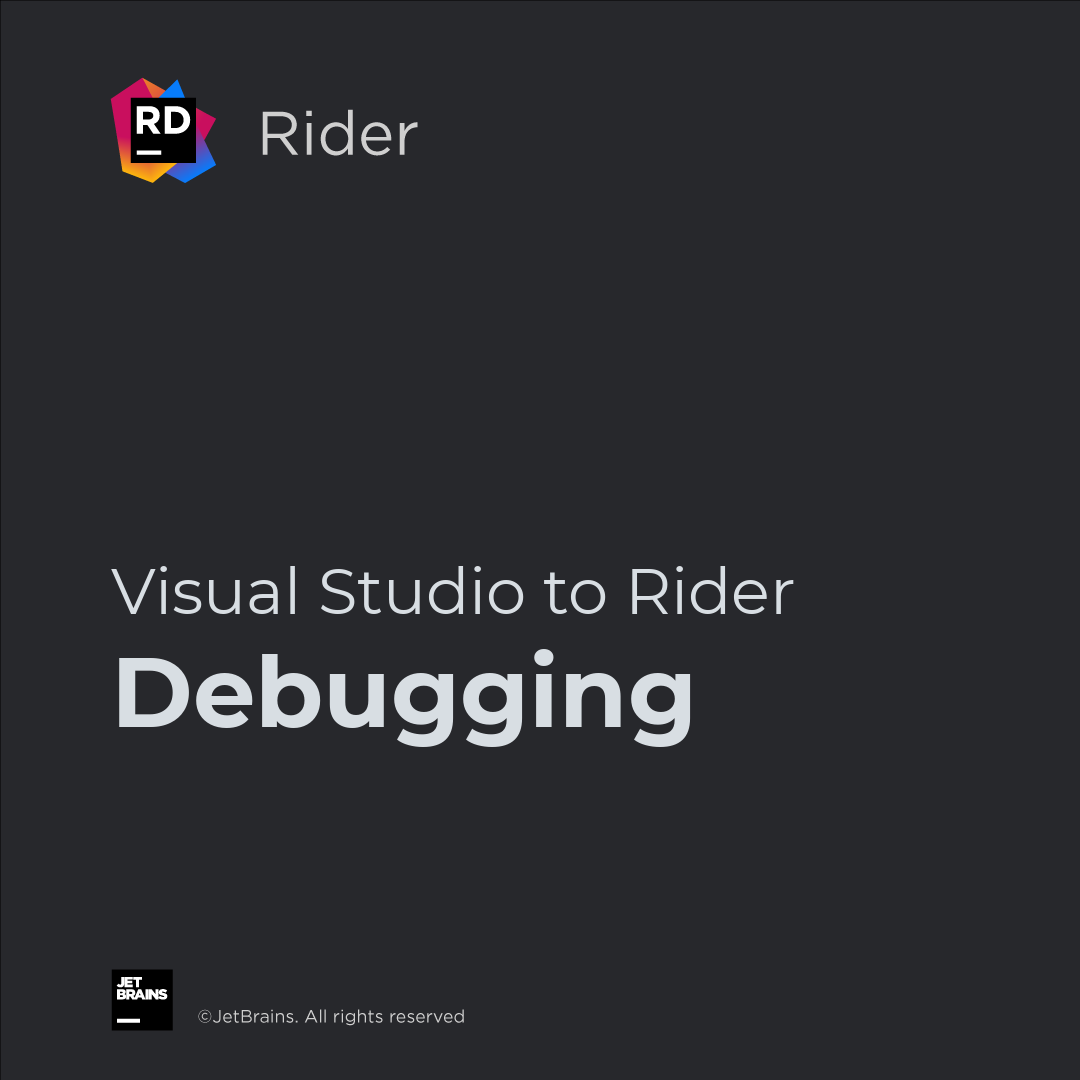 RD
Rider
Visual Studio to Rider
Debugging
JET
BRAINS
©JetBrains. All rights reserved